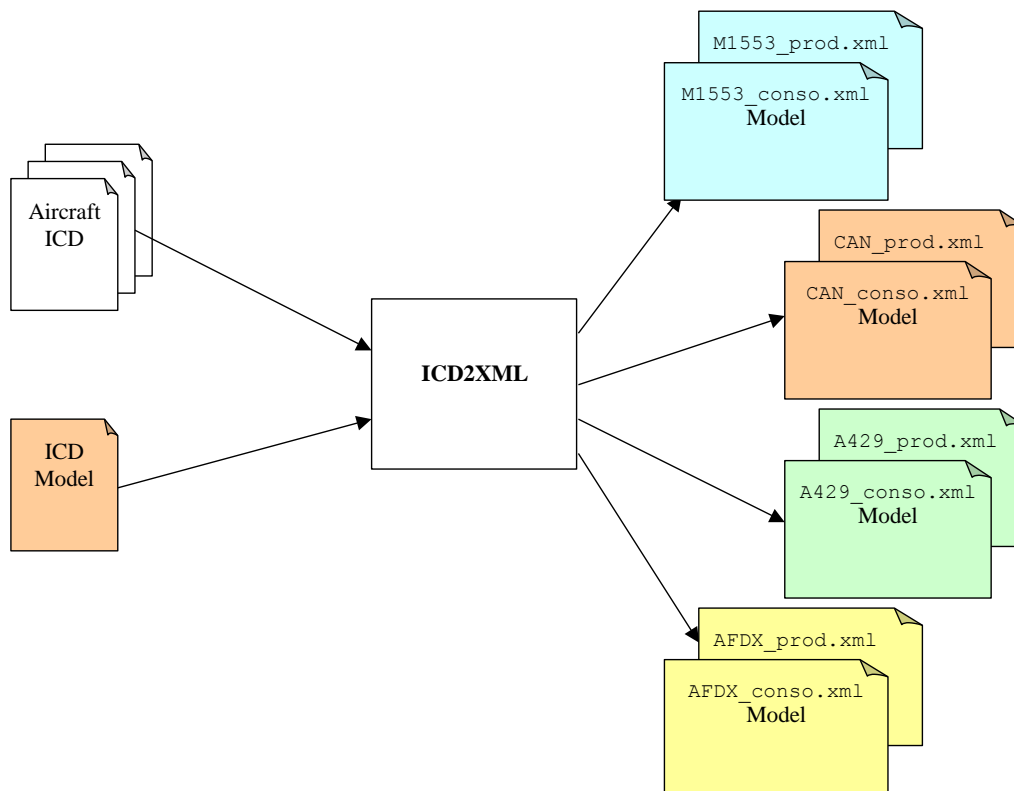 M1553_prod.xml
M1553_conso.xml
Model
Aircraft
ICD
CAN_prod.xml
CAN_conso.xml
Model
ICD2XML
ICD
Model
A429_prod.xml
A429_conso.xml
Model
AFDX_prod.xml
AFDX_conso.xml
Model